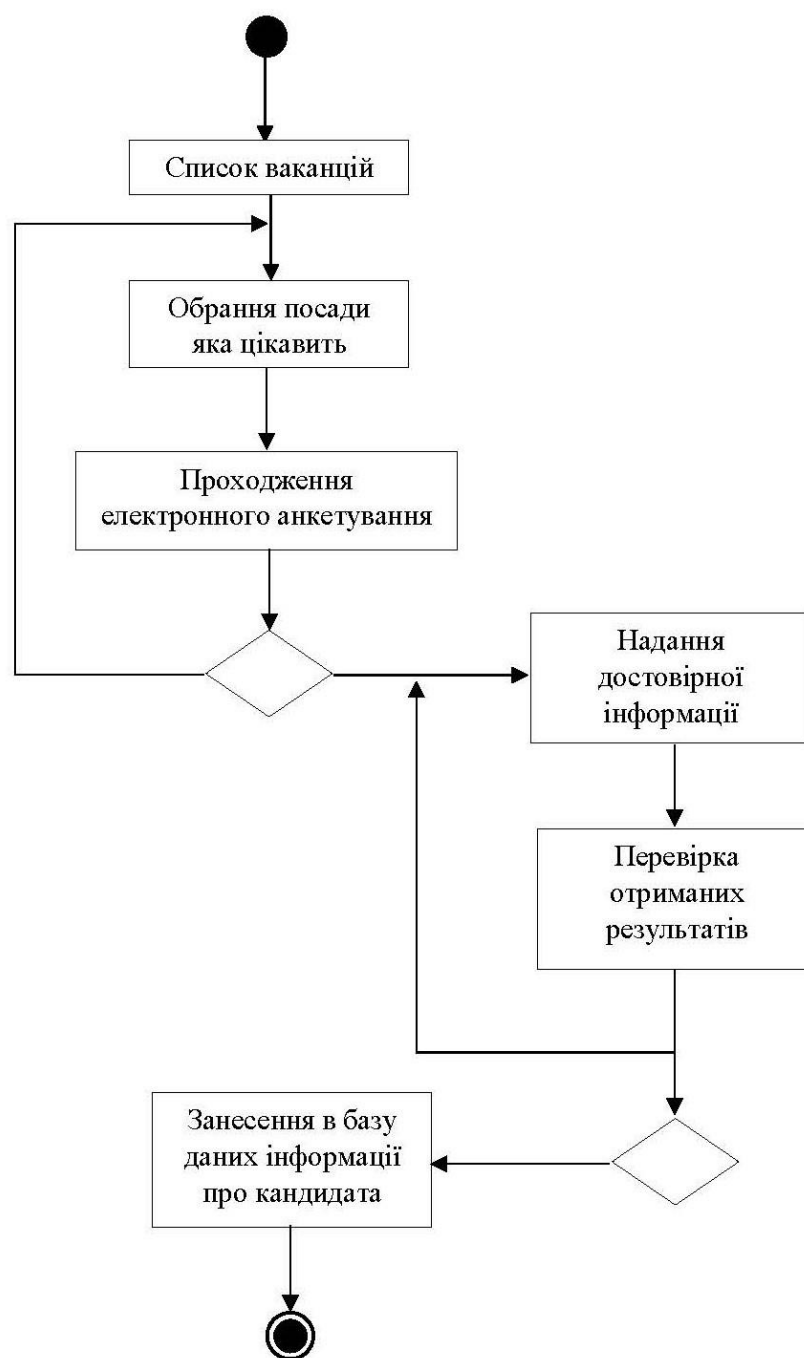 Список ваканцій
Обрання посади
яка цікавить
Проходження
електронного анкетування
Надання
достовірної
інформації
Перевірка
отриманих
результатів
Занесення в базу
даних інформації
про кандидата